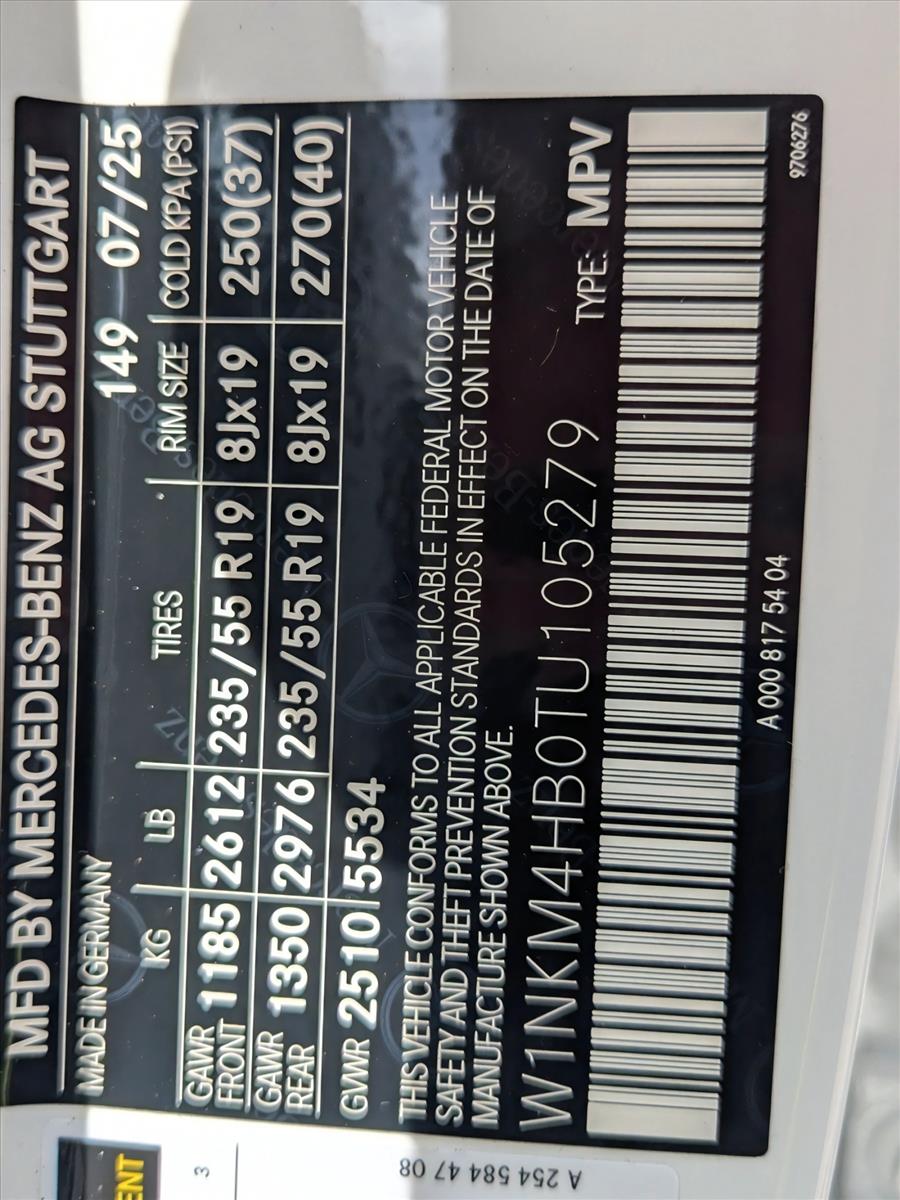 MFD BY MERCEDES-BENZ AG STUTTGART
MADE IN GERMANY 149 07/25
KG LB TIRES RIM SIZE COLD KPA(PSI)
GAWR FRONT 1185 2612 235/55 R19 8Jx19 250(37)
GAWR REAR 1350 2976 235/55 R19 8Jx19 270(40)
GVWR 2510 5534
THIS VEHICLE CONFORMS TO ALL APPLICABLE FEDERAL MOTOR VEHICLE
SAFETY AND THEFT PREVENTION STANDARDS IN EFFECT ON THE DATE OF
MANUFACTURE SHOWN ABOVE.
W1NKM4HB0TU105279 TYPE: MPV
A 000 817 54 04
9706276
ENT
3
A 254 584 47 08